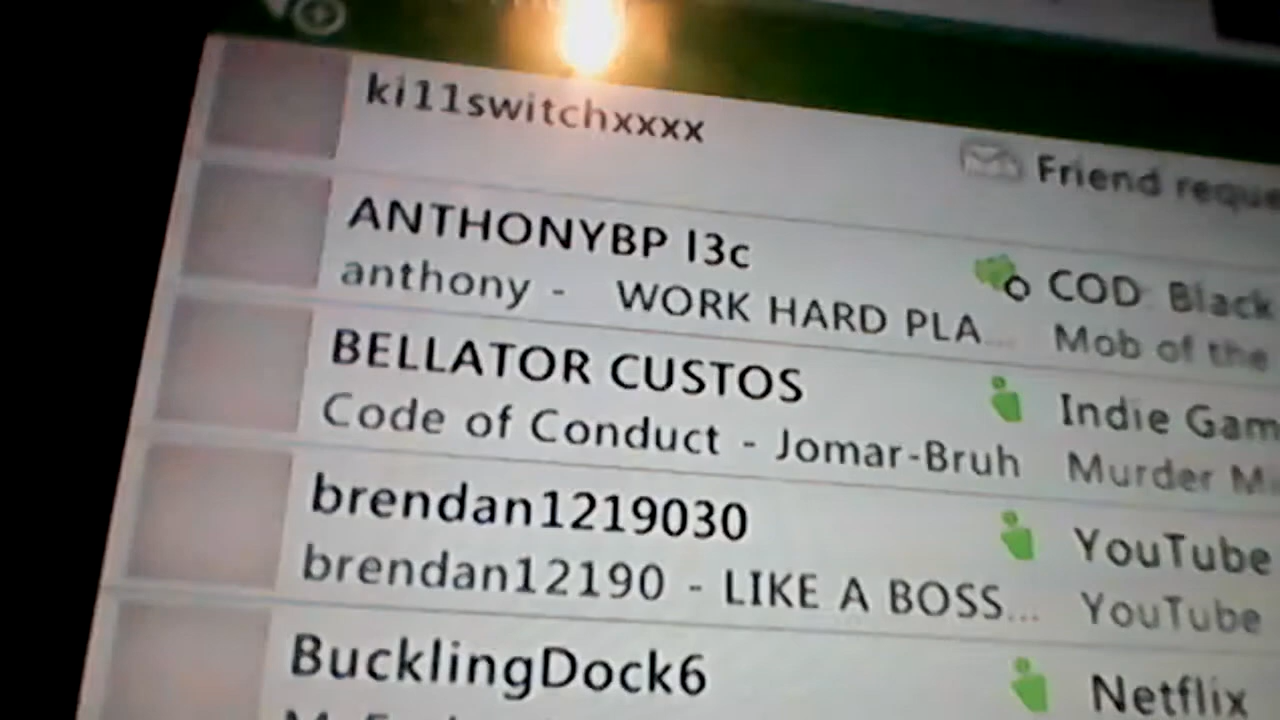 ki11switchxxxx
Friend reque
ANTHONYBP l3c
COD: Black
anthony - WORK HARD PLA...
Mob of the
BELLATOR CUSTOS
Indie Gam
Code of Conduct - Jomar-Bruh
Murder M
brendan1219030
YouTube
brendan12190 - LIKE A BOSS...
YouTube
BucklingDock6
Netflix